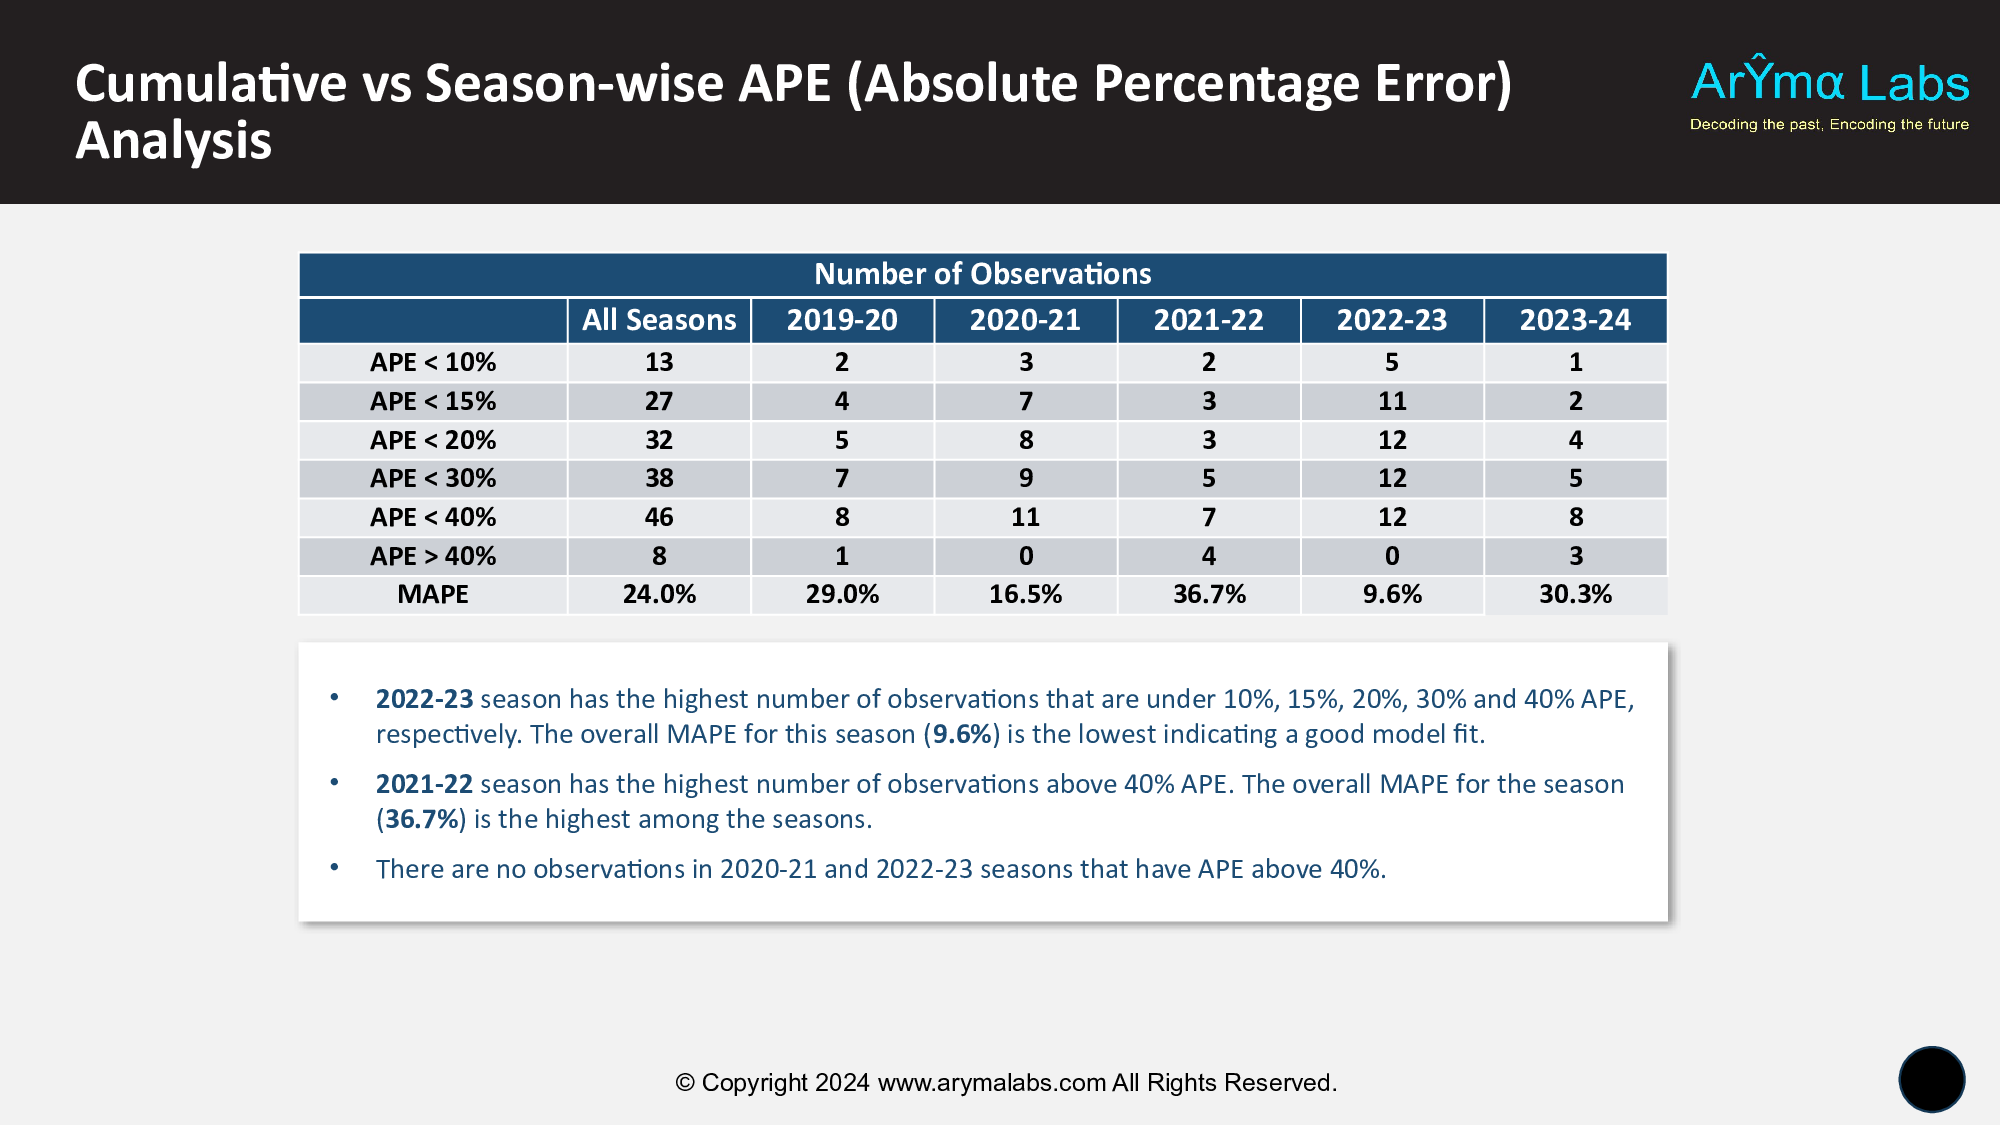 Cumulative vs Season-wise APE (Absolute Percentage Error)
Analysis
ArŶmα Labs
Decoding the past, Encoding the future
Number of Observations
All Seasons 2019-20 2020-21 2021-22 2022-23 2023-24
APE < 10% 13 2 3 2 5 1
APE < 15% 27 4 7 3 11 2
APE < 20% 32 5 8 3 12 4
APE < 30% 38 7 9 5 12 5
APE < 40% 46 8 11 7 12 8
APE > 40% 8 1 0 4 0 3
MAPE 24.0% 29.0% 16.5% 36.7% 9.6% 30.3%
• 2022-23 season has the highest number of observations that are under 10%, 15%, 20%, 30% and 40% APE,
respectively. The overall MAPE for this season (9.6%) is the lowest indicating a good model fit.
• 2021-22 season has the highest number of observations above 40% APE. The overall MAPE for the season
(36.7%) is the highest among the seasons.
• There are no observations in 2020-21 and 2022-23 seasons that have APE above 40%.
© Copyright 2024 www.arymalabs.com All Rights Reserved.